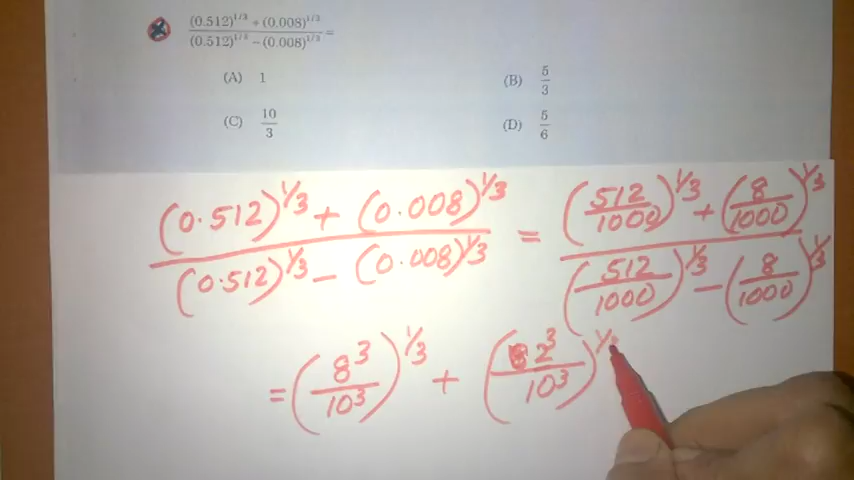 ((0.512)^1/3 + (0.008)^1/3) / ((0.512)^1/3 − (0.008)^1/3) =
(A) 1 (B) 5/3
(C) 10/3 (D) 5/6
((0.512)^1/3 + (0.008)^1/3) / ((0.512)^1/3 − (0.008)^1/3) = ((512/1000)^1/3 + (8/1000)^1/3) / ((512/1000)^1/3 − (8/1000)^1/3)
= (8^3/10^3)^1/3 + (2^3/10^3)^1/